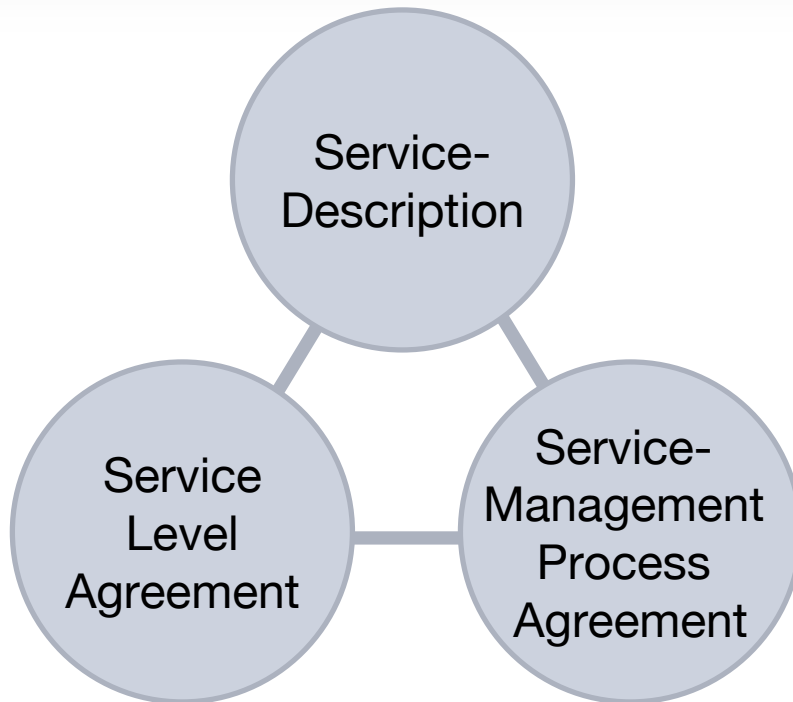 Service-
Description
Service
Level
Agreement
Service-
Management
Process
Agreement